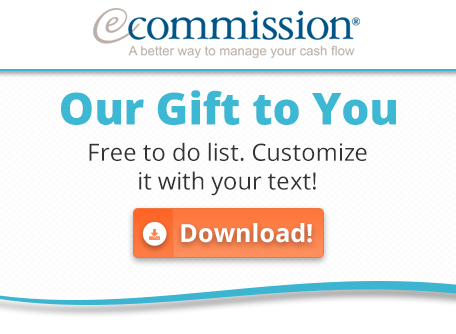 ecommission®
A better way to manage your cash flow
Our Gift to You
Free to do list. Customize
it with your text!
Download!